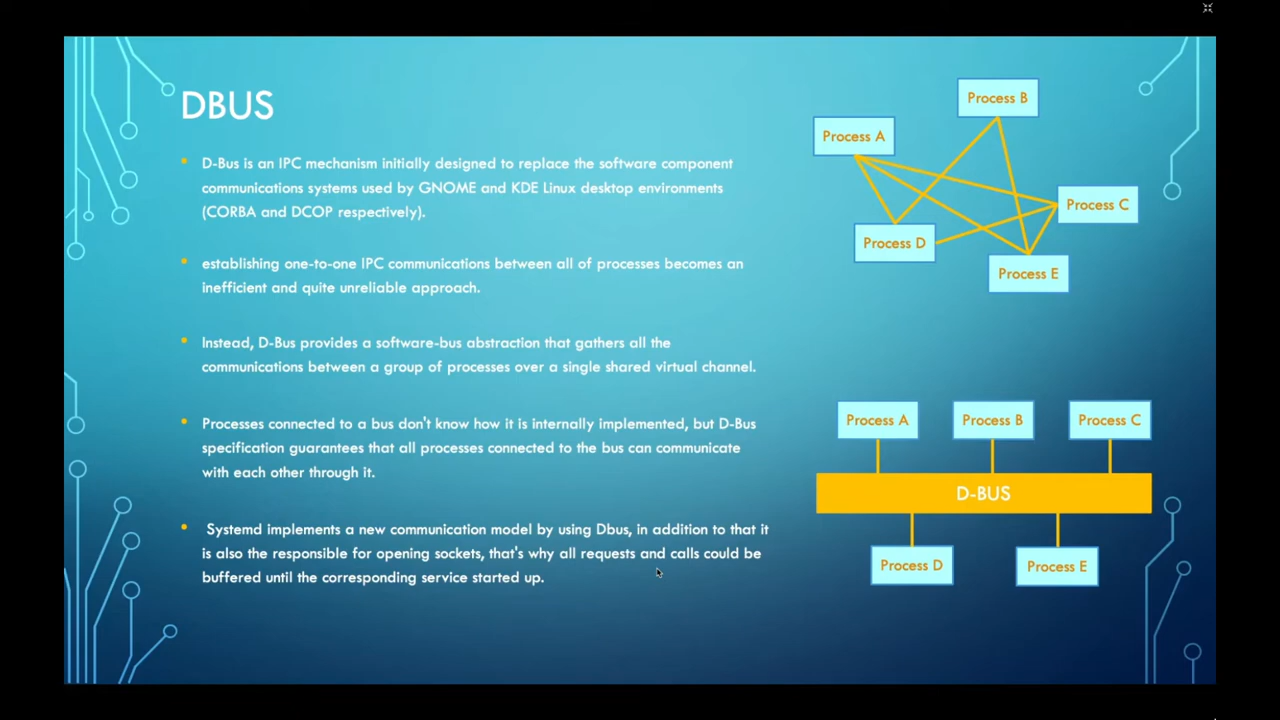 DBUS
D-Bus is an IPC mechanism initially designed to replace the software component
communications systems used by GNOME and KDE Linux desktop environments
(CORBA and DCOP respectively).
establishing one-to-one IPC communications between all of processes becomes an
inefficient and quite unreliable approach.
Instead, D-Bus provides a software-bus abstraction that gathers all the
communications between a group of processes over a single shared virtual channel.
Processes connected to a bus don't know how it is internally implemented, but D-Bus
specification guarantees that all processes connected to the bus can communicate
with each other through it.
Systemd implements a new communication model by using Dbus, in addition to that it
is also the responsible for opening sockets, that's why all requests and calls could be
buffered until the corresponding service started up.
Process B
Process A
Process C
Process D
Process E
Process A
Process B
Process C
D-BUS
Process D
Process E